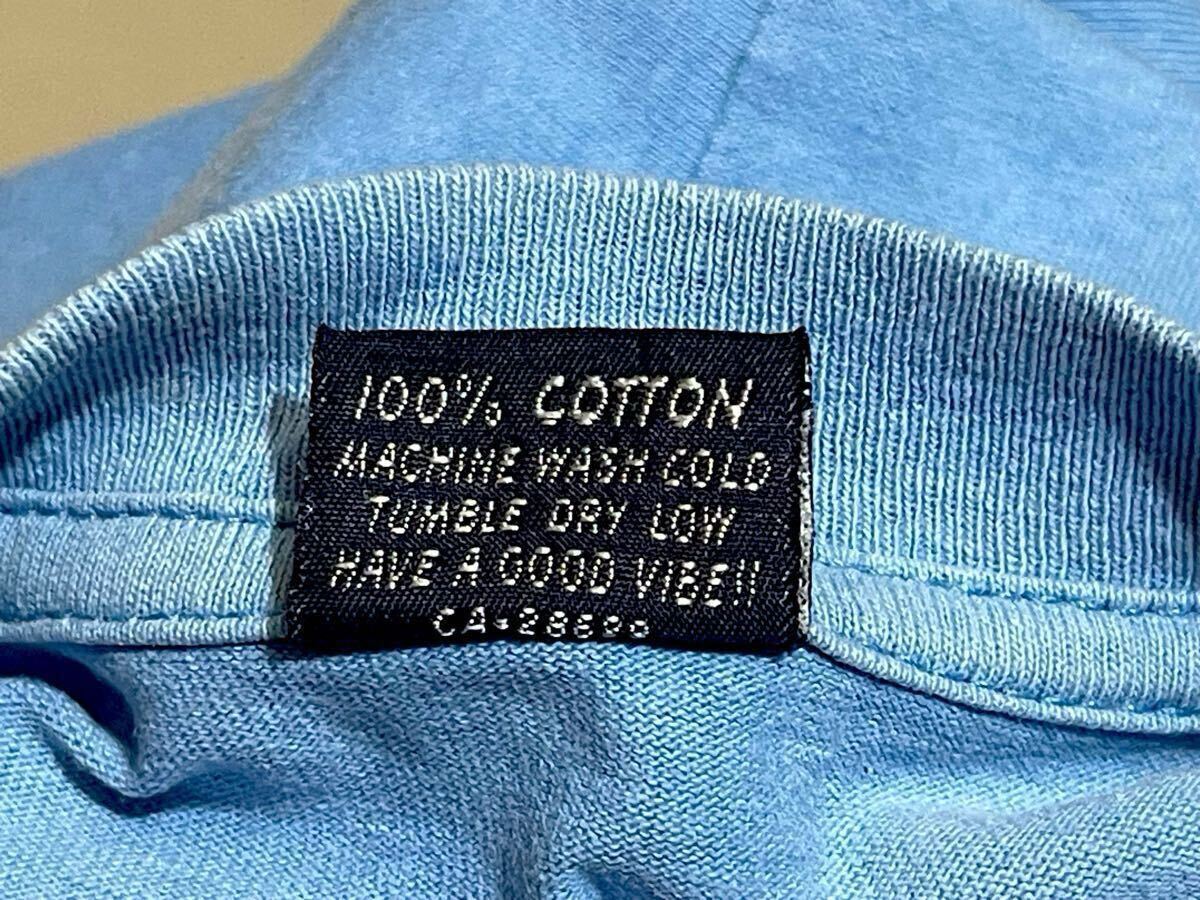 100% COTTON
MACHINE WASH COLD
TUMBLE DRY LOW
HAVE A GOOD VIBE!!